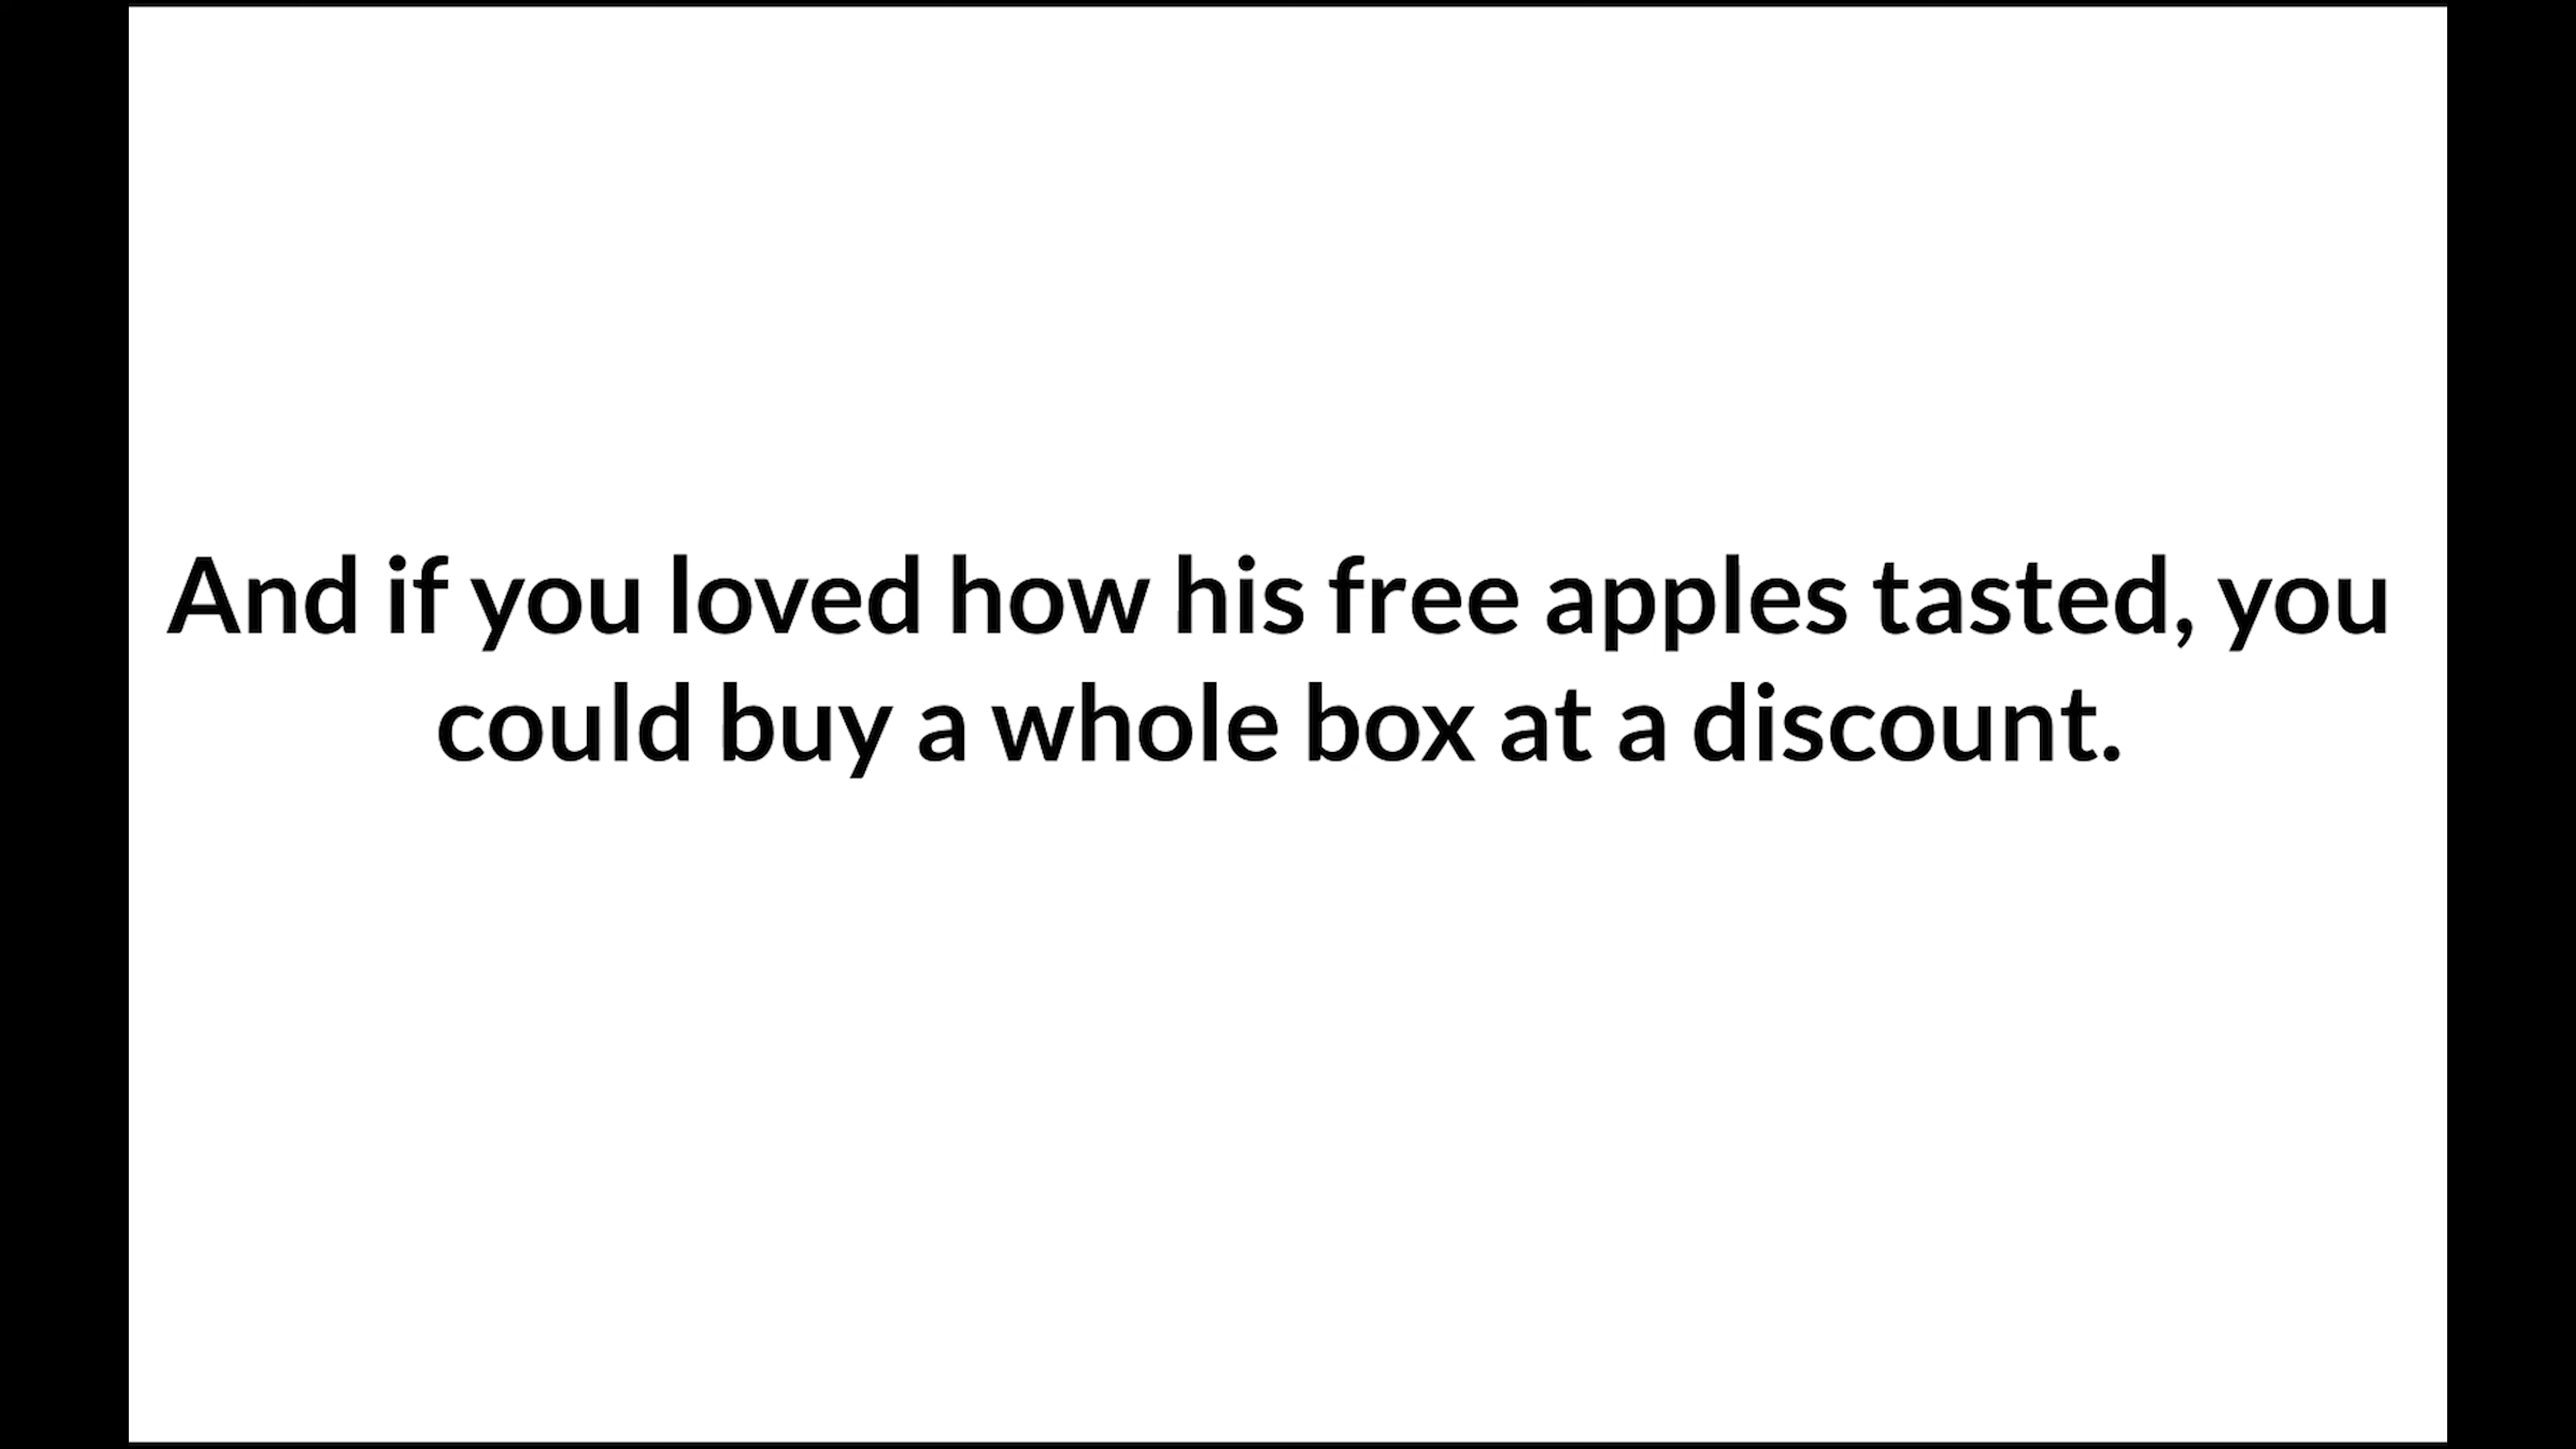 And if you loved how his free apples tasted, you
could buy a whole box at a discount.